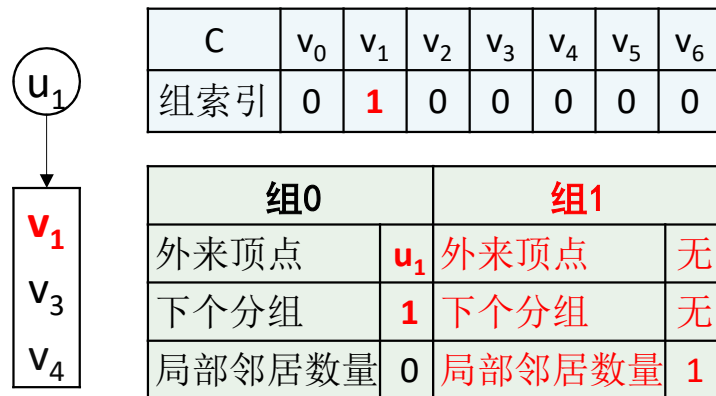 u1
v1
v3
v4
C v0 v1 v2 v3 v4 v5 v6
组索引 0 1 0 0 0 0 0
组0 组1
外来顶点 u1 外来顶点 无
下个分组 1 下个分组 无
局部邻居数量 0 局部邻居数量 1